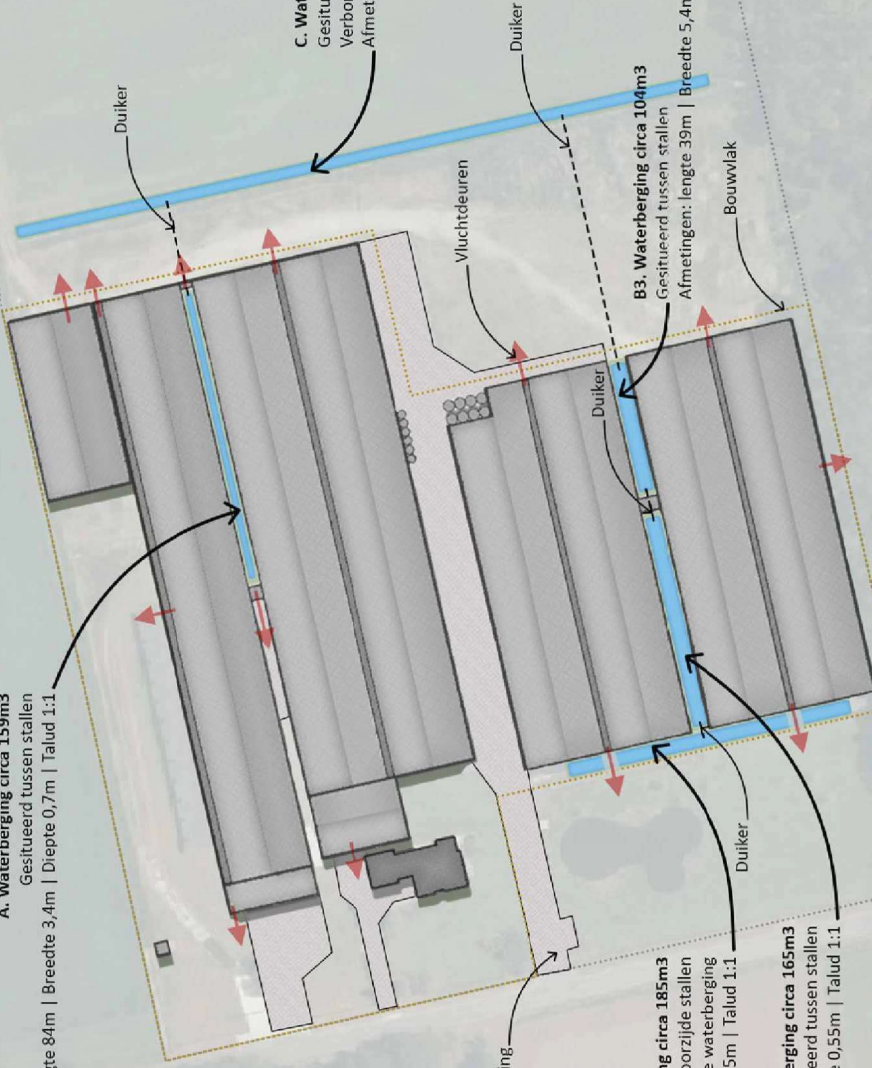 A. Waterberging circa 159m3
Gesitueerd tussen stallen
gte 84m | Breedte 3,4m | Diepte 0,7m | Talud 1:1
Duiker
C. Wat
Gesitu
Verbor
Afmet
Duiker
Vluchtdeuren
B3. Waterberging circa 104m3
Gesitueerd tussen stallen
Afmetingen: lengte 39m | Breedte 5,4m
Bouwvlak
Duiker
Duiker
ng circa 185m3
oorzijde stallen
e waterberging
5m | Talud 1:1
erging circa 165m3
eerd tussen stallen
e 0,55m | Talud 1:1
ing